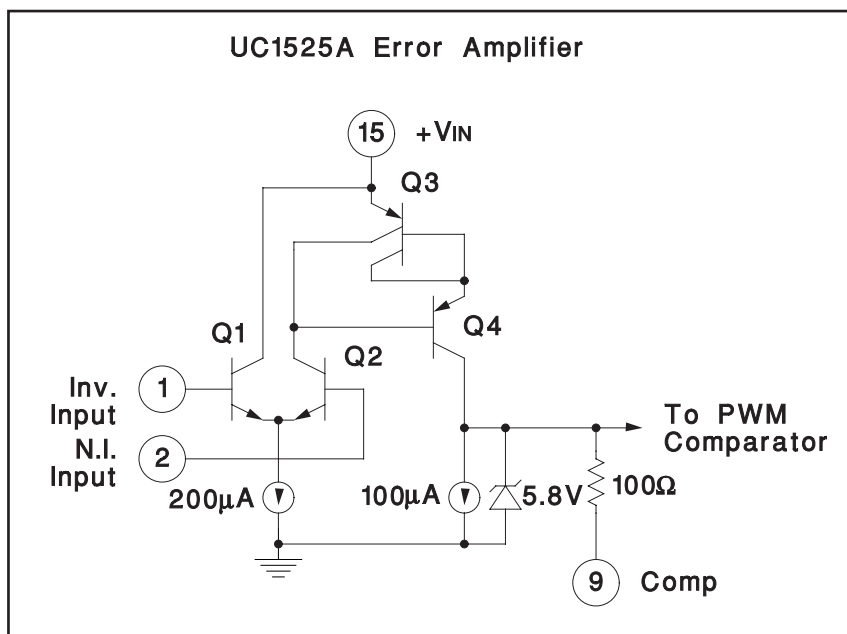 UC1525A Error Amplifier
15 +VIN
Q3
Q1
Q2
Q4
Inv.
Input
1
N.I.
Input
2
200μA
100μA
5.8V
100Ω
To PWM
Comparator
9 Comp